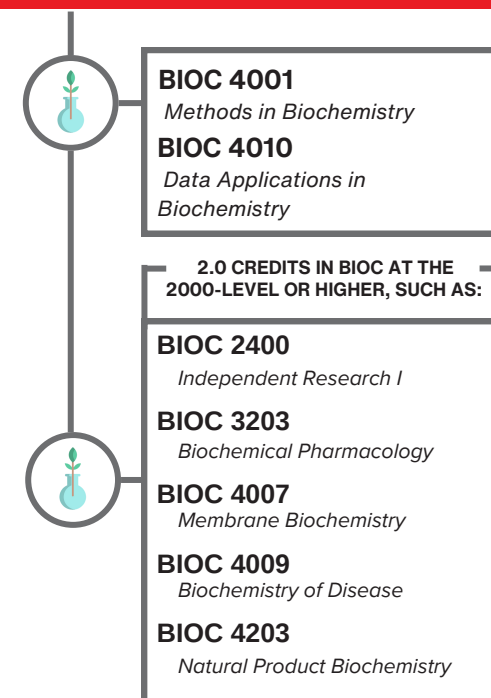 BIOC 4001
Methods in Biochemistry
BIOC 4010
Data Applications in
Biochemistry
2.0 CREDITS IN BIOC AT THE
2000-LEVEL OR HIGHER, SUCH AS:
BIOC 2400
Independent Research I
BIOC 3203
Biochemical Pharmacology
BIOC 4007
Membrane Biochemistry
BIOC 4009
Biochemistry of Disease
BIOC 4203
Natural Product Biochemistry